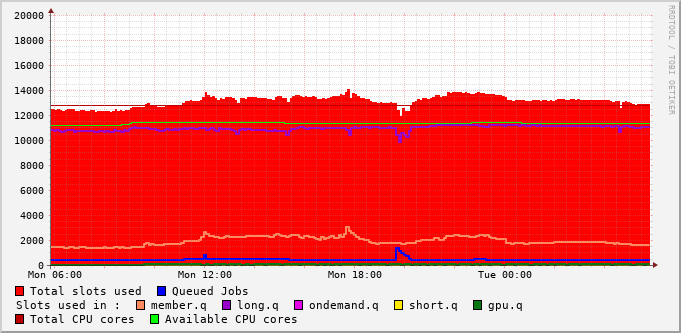 20000
18000
16000
14000
12000
10000
8000
6000
4000
2000
0
Mon 06:00 Mon 12:00 Mon 18:00 Tue 00:00
Total slots used Queued Jobs
Slots used in : member.q long.q ondemand.q short.q gpu.q
Total CPU cores Available CPU cores
RRDTOOL / TOBI OETIKER